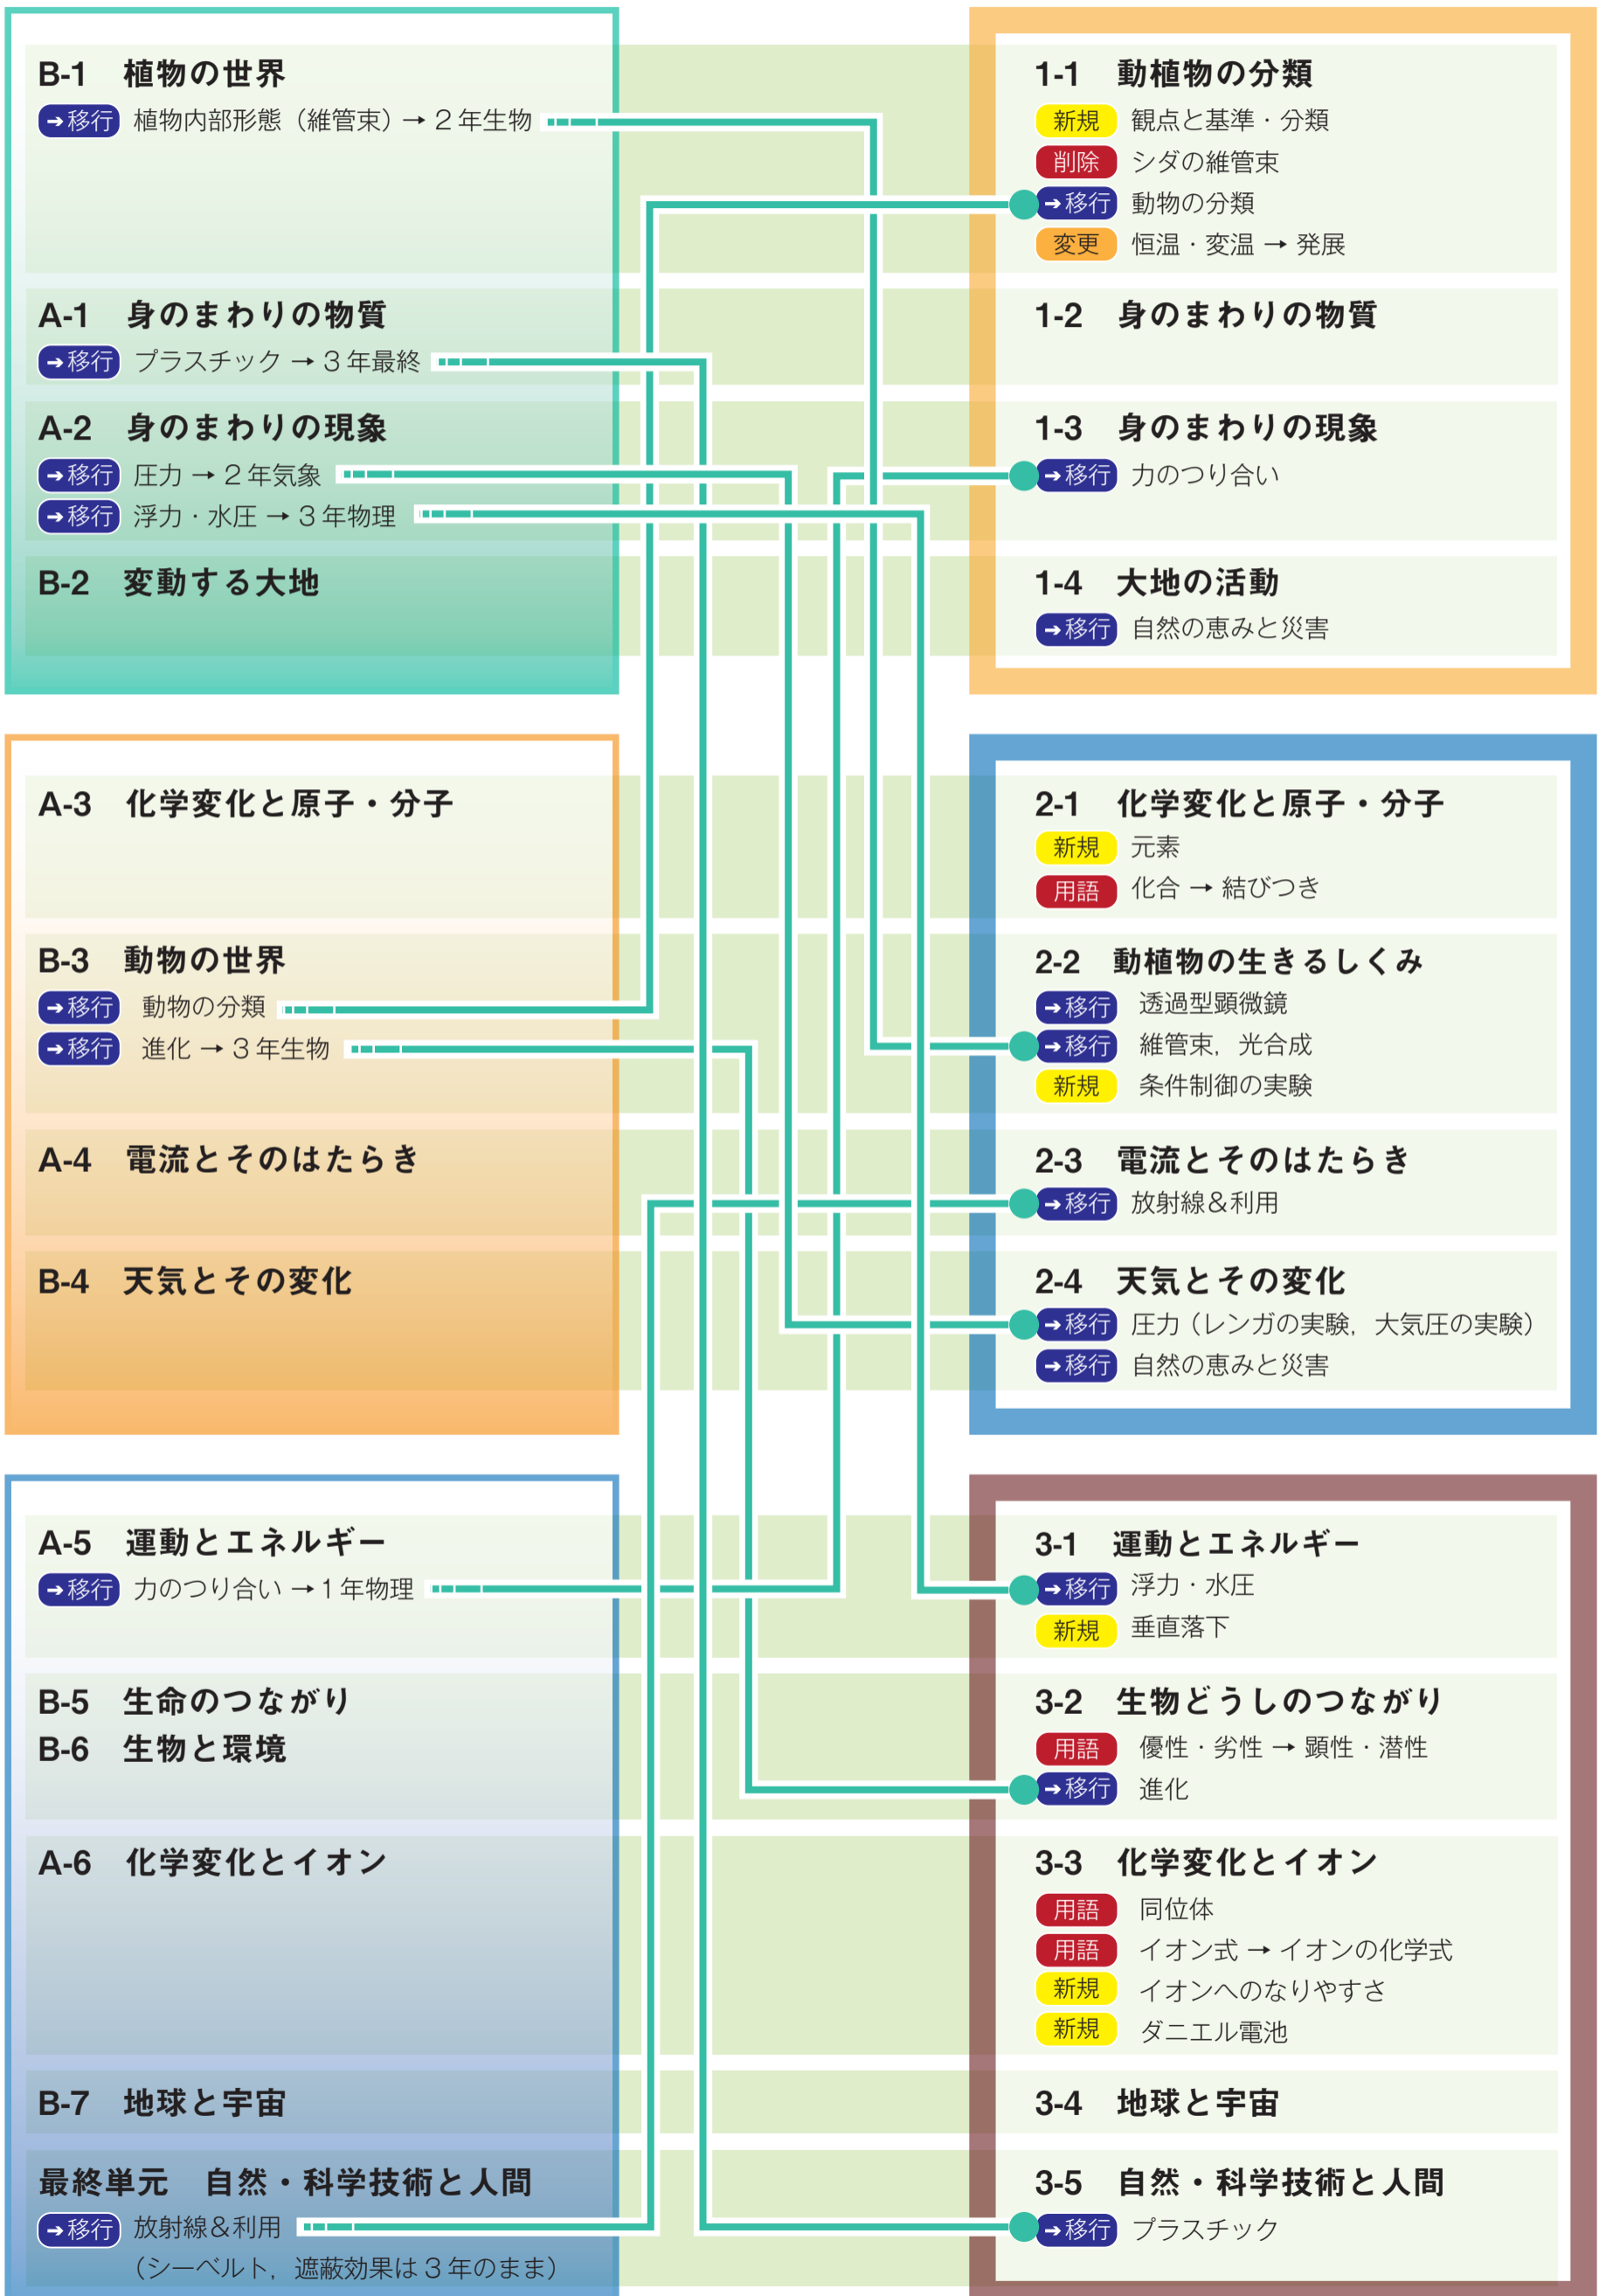 B-1 植物の世界
→移行 植物内部形態（維管束）→ 2年生物
A-1 身のまわりの物質
→移行 プラスチック → 3年最終
A-2 身のまわりの現象
→移行 圧力 → 2年気象
→移行 浮力・水圧 → 3年物理
B-2 変動する大地
1-1 動植物の分類
新規 観点と基準・分類
削除 シダの維管束
→移行 動物の分類
変更 恒温・変温 → 発展
1-2 身のまわりの物質
1-3 身のまわりの現象
→移行 力のつり合い
1-4 大地の活動
→移行 自然の恵みと災害
A-3 化学変化と原子・分子
B-3 動物の世界
→移行 動物の分類
→移行 進化 → 3年生物
A-4 電流とそのはたらき
B-4 天気とその変化
2-1 化学変化と原子・分子
新規 元素
用語 化合 → 結びつき
2-2 動植物の生きるしくみ
→移行 透過型顕微鏡
→移行 維管束，光合成
新規 条件制御の実験
2-3 電流とそのはたらき
→移行 放射線＆利用
2-4 天気とその変化
→移行 圧力（レンガの実験，大気圧の実験）
→移行 自然の恵みと災害
A-5 運動とエネルギー
→移行 力のつり合い → 1年物理
B-5 生命のつながり
B-6 生物と環境
A-6 化学変化とイオン
B-7 地球と宇宙
最終単元 自然・科学技術と人間
→移行 放射線＆利用
（シーベルト，遮蔽効果は3年のまま）
3-1 運動とエネルギー
→移行 浮力・水圧
新規 垂直落下
3-2 生物どうしのつながり
用語 優性・劣性 → 顕性・潜性
→移行 進化
3-3 化学変化とイオン
用語 同位体
用語 イオン式 → イオンの化学式
新規 イオンへのなりやすさ
新規 ダニエル電池
3-4 地球と宇宙
3-5 自然・科学技術と人間
→移行 プラスチック